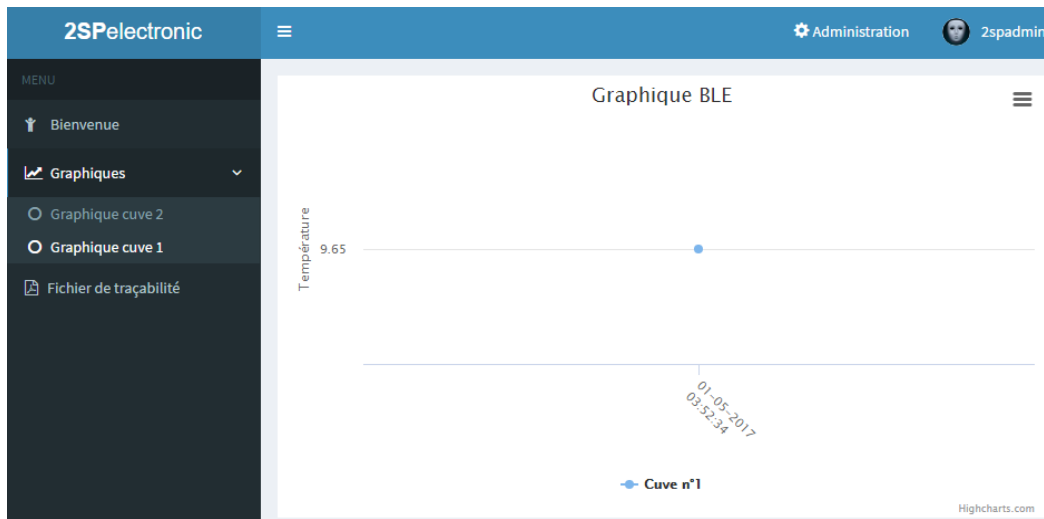 2SPelectronic
Administration
2spadmin
MENU
Bienvenue
Graphiques
Graphique cuve 2
Graphique cuve 1
Fichier de traçabilité
Graphique BLE
Température
9.65
01-05-2017
03:52:34
Cuve n°1
Highcharts.com